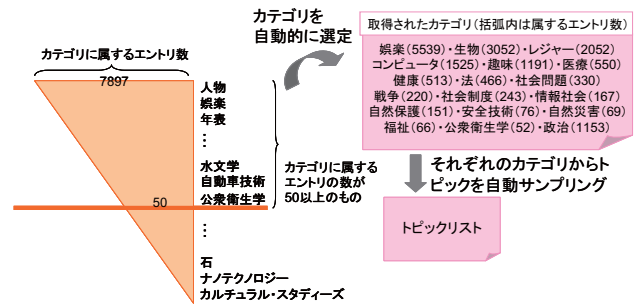 カテゴリに属するエントリ数
7897
人物
娯楽
年表
⋮
水文学
自動車技術
公衆衛生学
50
⋮
石
ナノテクノロジー
カルチュラル・スタディーズ
カテゴリに属する
エントリの数が
50以上のもの
カテゴリを
自動的に選定
取得されたカテゴリ(括弧内は属するエントリ数)
娯楽(5539)・生物(3052)・レジャー(2052)
コンピュータ(1525)・趣味(1191)・医療(550)
健康(513)・法(466)・社会問題(330)
戦争(220)・社会制度(243)・情報社会(167)
自然保護(151)・安全技術(76)・自然災害(69)
福祉(66)・公衆衛生学(52)・政治(1153)
それぞれのカテゴリからト
ピックを自動サンプリング
トピックリスト